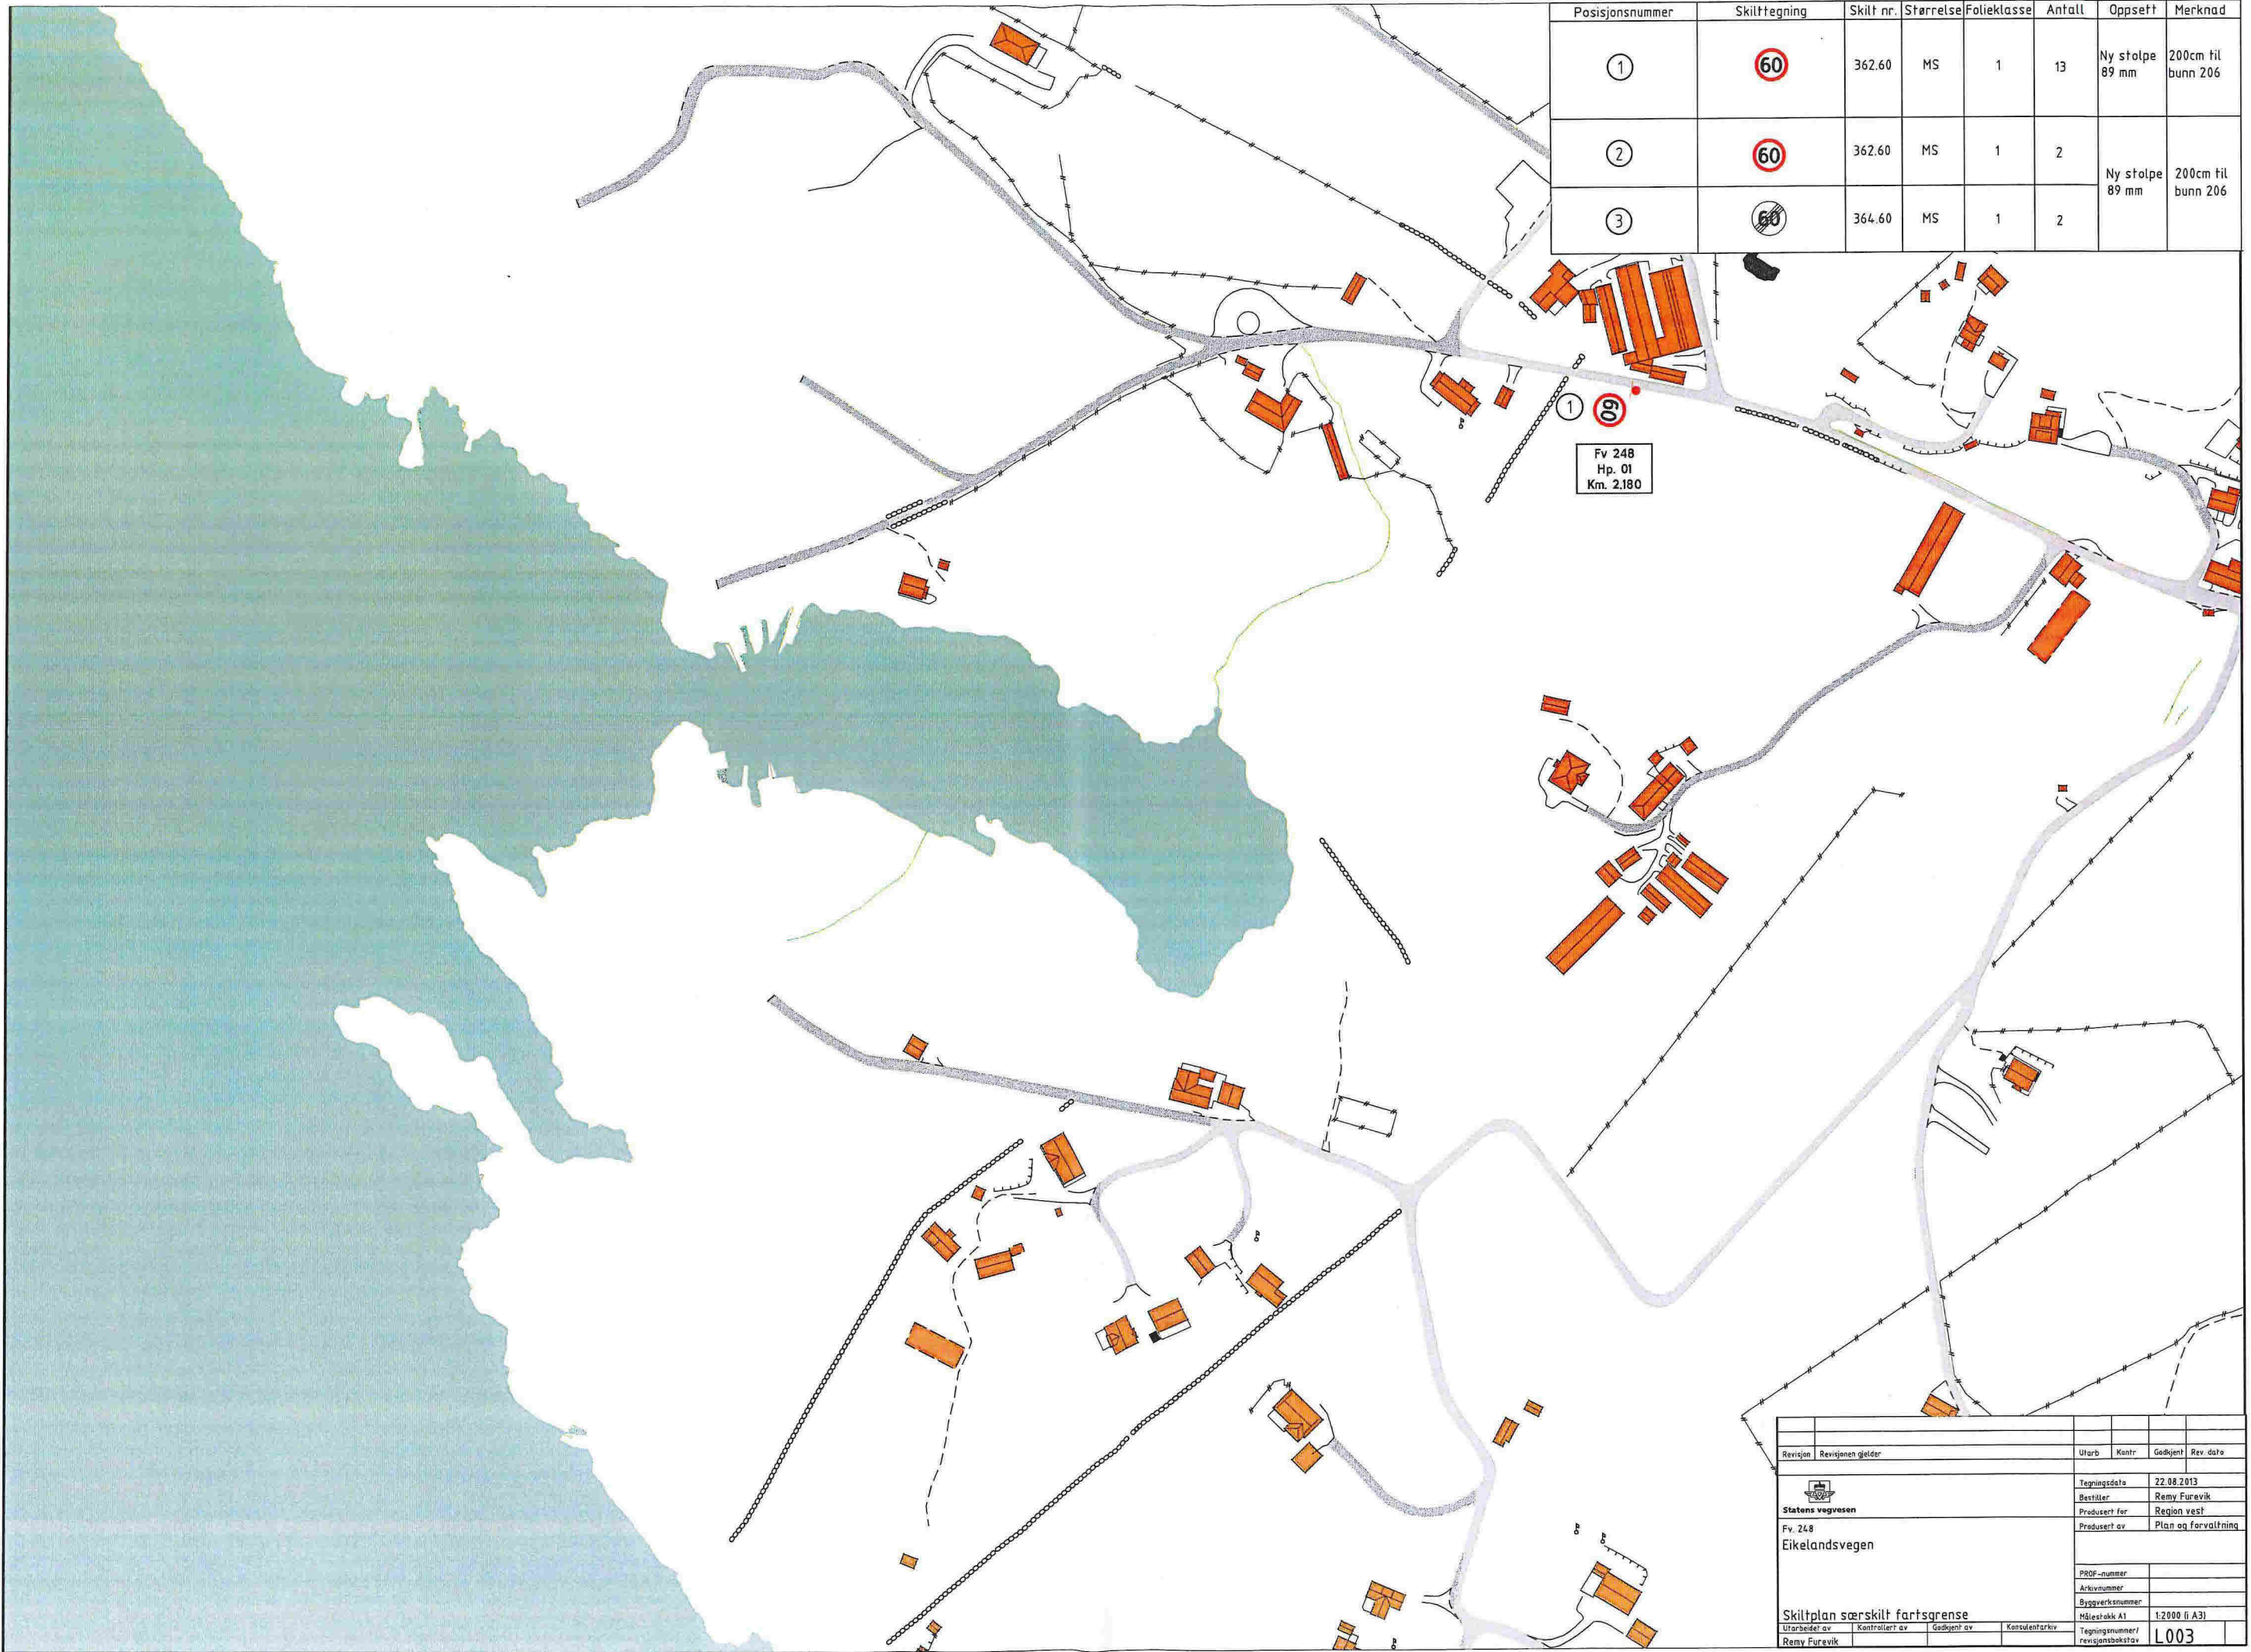 Posisjonsnummer Skilttegning Skilt nr. Størrelse Folieklasse Antall Oppsett Merknad
1 60 362.60 MS 1 13 Ny stolpe 89 mm 200cm til bunn 206
2 60 362.60 MS 1 2 Ny stolpe 89 mm 200cm til bunn 206
3 60 364.60 MS 1 2
1 60
Fv 248
Hp. 01
Km. 2,180
Revisjon Revisjonen gjelder Utarb Kontr Godkjent Rev. dato
Statens vegvesen
Tegningsdato 22.08.2013
Bestiller Remy Furevik
Produsert for Region vest
Produsert av Plan og forvaltning
Fv. 248
Eikelandsvegen
PROF-nummer
Arkivnummer
Byggverksnummer
Skiltplan særskilt fartsgrense
Målestokk A1 1:2000 (i A3)
Utarbeidet av Kontrollert av Godkjent av Konsulentarkiv
Remy Furevik
Tegningsnummer/
revisjonsbokstav L003